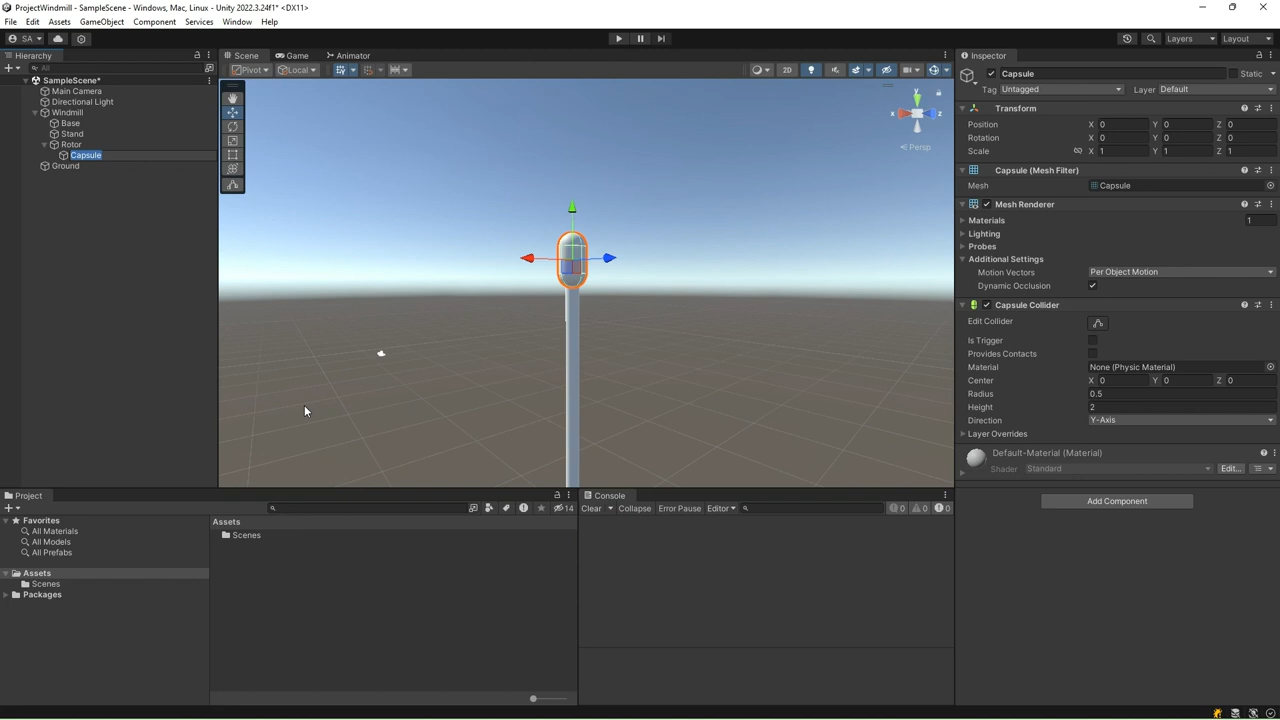 ProjectWindmill - SampleScene - Windows, Mac, Linux - Unity 2022.3.24f1* <DX11>
File Edit Assets GameObject Component Services Window Help
SA Layers Layout
Hierarchy
All
SampleScene*
Main Camera
Directional Light
Windmill
Base
Stand
Rotor
Capsule
Ground
Scene Game Animator
Pivot Local 2D
y
x z
Persp
Inspector
Capsule Static
Tag Untagged Layer Default
Transform
Position X 0 Y 0 Z 0
Rotation X 0 Y 0 Z 0
Scale X 1 Y 1 Z 1
Capsule (Mesh Filter)
Mesh Capsule
Mesh Renderer
Materials 1
Lighting
Probes
Additional Settings
Motion Vectors Per Object Motion
Dynamic Occlusion
Capsule Collider
Edit Collider
Is Trigger
Provides Contacts
Material None (Physic Material)
Center X 0 Y 0 Z 0
Radius 0.5
Height 2
Direction Y-Axis
Layer Overrides
Default-Material (Material)
Shader Standard Edit...
Add Component
Project
14
Favorites
All Materials
All Models
All Prefabs
Assets
Scenes
Packages
Assets
Scenes
Console
Clear Collapse Error Pause Editor 0 0 0